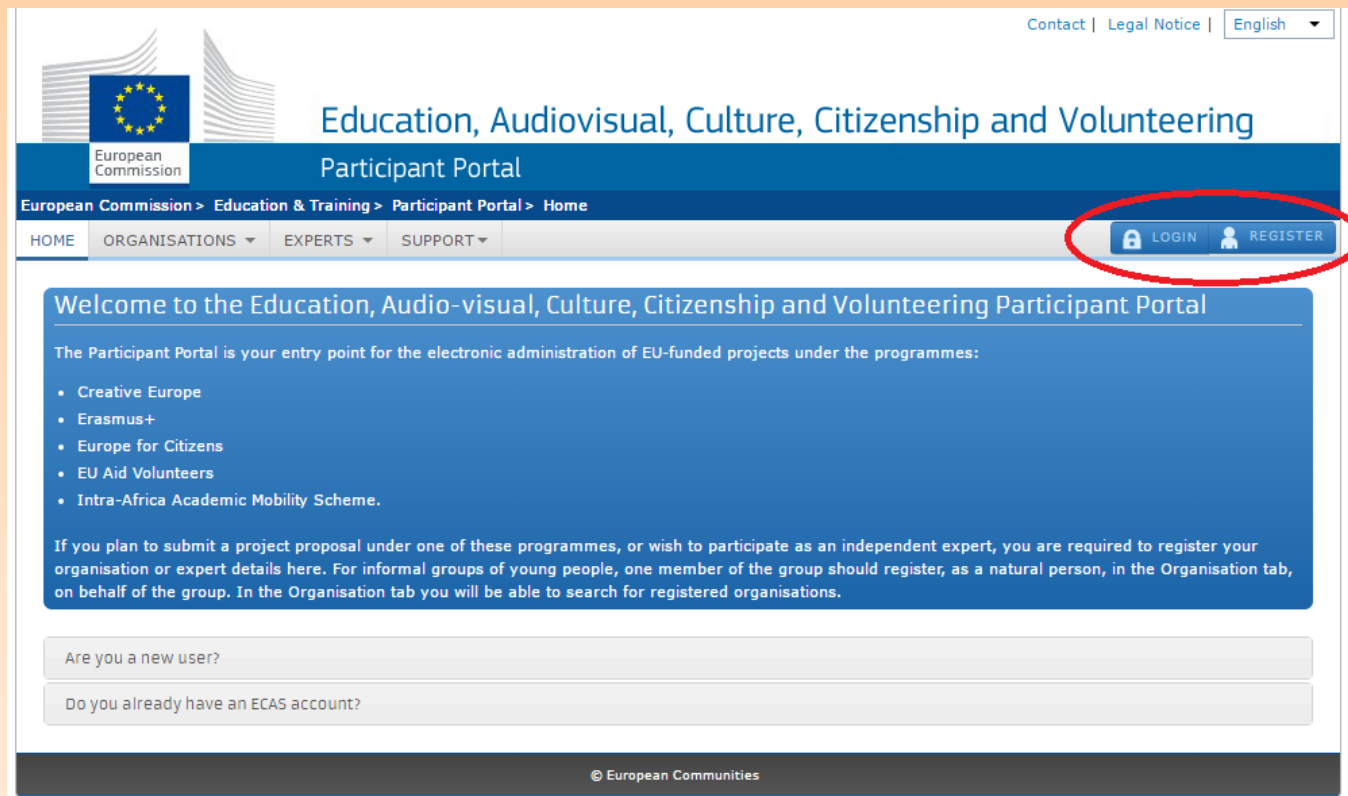 Contact | Legal Notice | English
Education, Audiovisual, Culture, Citizenship and Volunteering
European
Commission
Participant Portal
European Commission > Education & Training > Participant Portal > Home
HOME ORGANISATIONS EXPERTS SUPPORT LOGIN REGISTER
Welcome to the Education, Audio-visual, Culture, Citizenship and Volunteering Participant Portal
The Participant Portal is your entry point for the electronic administration of EU-funded projects under the programmes:
• Creative Europe
• Erasmus+
• Europe for Citizens
• EU Aid Volunteers
• Intra-Africa Academic Mobility Scheme.
If you plan to submit a project proposal under one of these programmes, or wish to participate as an independent expert, you are required to register your
organisation or expert details here. For informal groups of young people, one member of the group should register, as a natural person, in the Organisation tab,
on behalf of the group. In the Organisation tab you will be able to search for registered organisations.
Are you a new user?
Do you already have an ECAS account?
© European Communities